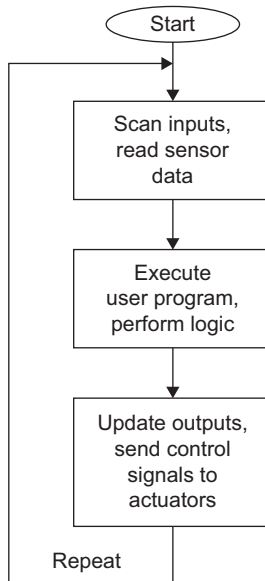 Start
Scan inputs,
read sensor
data
Execute
user program,
perform logic
Update outputs,
send control
signals to
actuators
Repeat